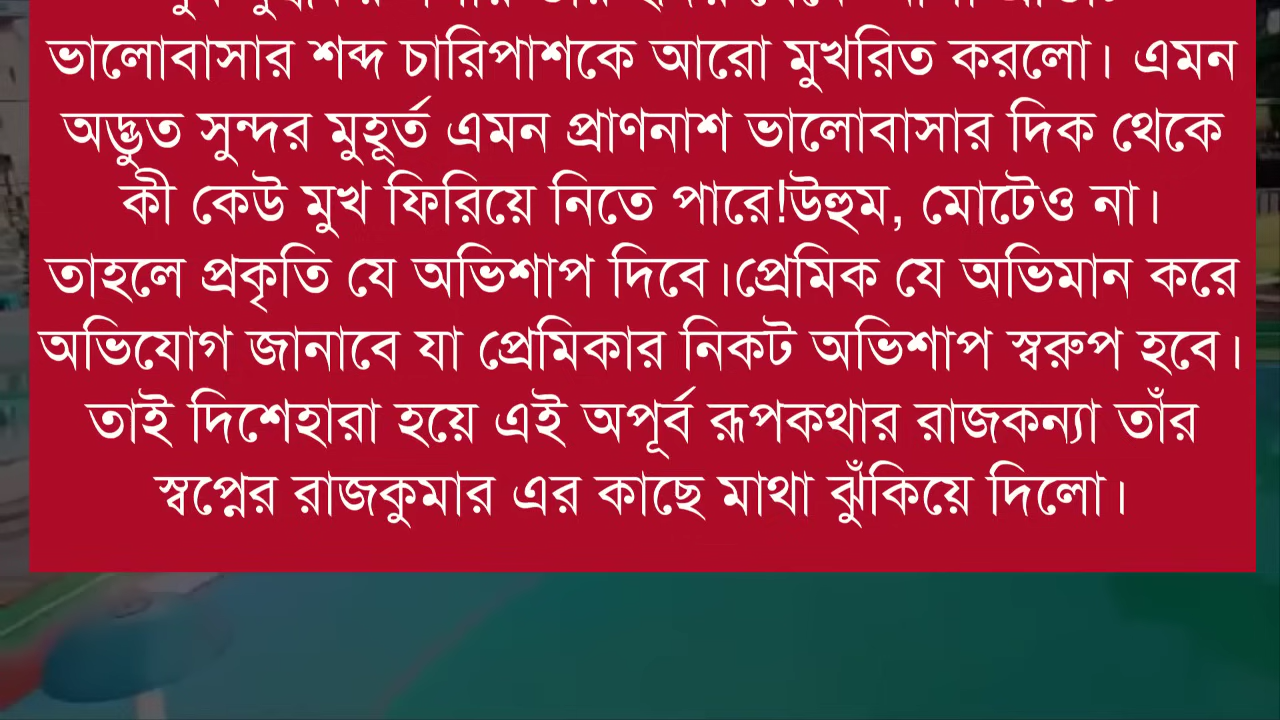 ভালোবাসার শব্দ চারিপাশকে আরো মুখরিত করলো। এমন
অদ্ভুত সুন্দর মুহূর্ত এমন প্রাণনাশ ভালোবাসার দিক থেকে
কী কেউ মুখ ফিরিয়ে নিতে পারে!উহুম, মোটেও না।
তাহলে প্রকৃতি যে অভিশাপ দিবে।প্রেমিক যে অভিমান করে
অভিযোগ জানাবে যা প্রেমিকার নিকট অভিশাপ স্বরুপ হবে।
তাই দিশেহারা হয়ে এই অপূর্ব রূপকথার রাজকন্যা তাঁর
স্বপ্নের রাজকুমার এর কাছে মাথা ঝুঁকিয়ে দিলো।